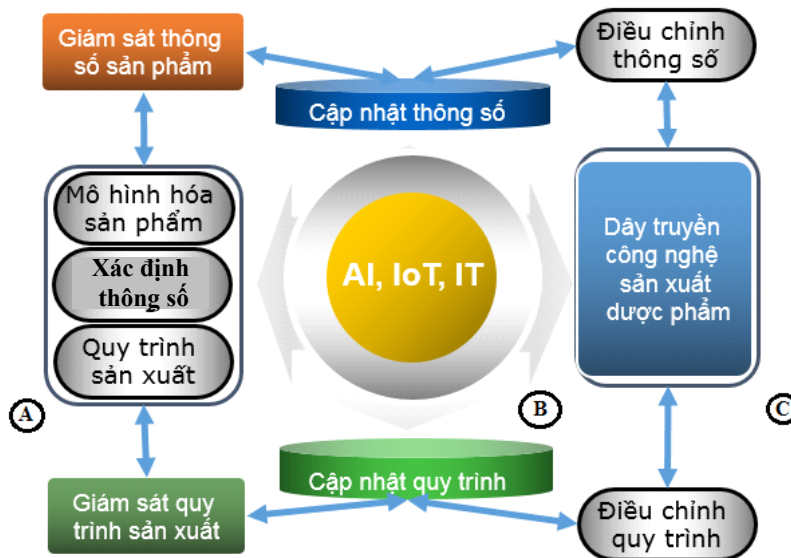 Giám sát thông
số sản phẩm
Cập nhật thông số
Điều chỉnh
thông số
Mô hình hóa
sản phẩm
Xác định
thông số
Quy trình
sản xuất
A
AI, IoT, IT
B
Dây truyền
công nghệ
sản xuất
dược phẩm
C
Giám sát quy
trình sản xuất
Cập nhật quy trình
Điều chỉnh
quy trình